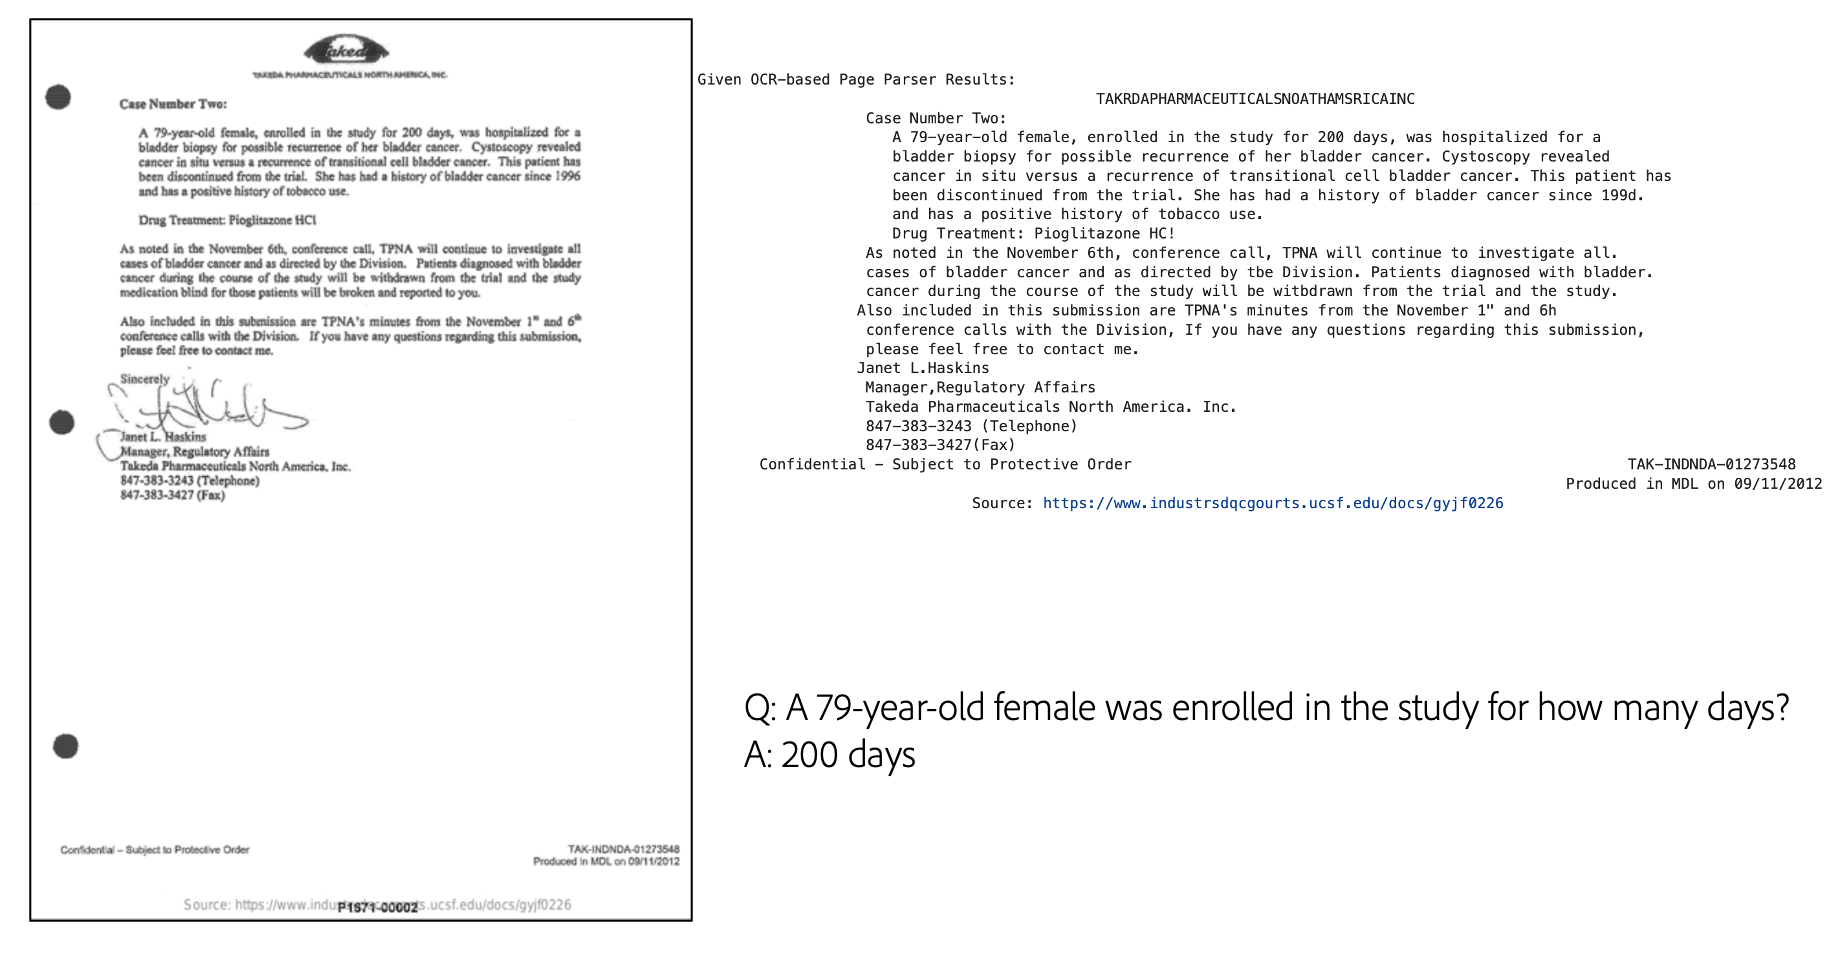 Takeda
TAKEDA PHARMACEUTICALS NORTH AMERICA, INC.
Case Number Two:
A 79-year-old female, enrolled in the study for 200 days, was hospitalized for a
bladder biopsy for possible recurrence of her bladder cancer. Cystoscopy revealed
cancer in situ versus a recurrence of transitional cell bladder cancer. This patient has
been discontinued from the trial. She has had a history of bladder cancer since 1996
and has a positive history of tobacco use.
Drug Treatment: Pioglitazone HCl
As noted in the November 6th, conference call, TPNA will continue to investigate all
cases of bladder cancer and as directed by the Division. Patients diagnosed with bladder
cancer during the course of the study will be withdrawn from the trial and the study
medication blind for those patients will be broken and reported to you.
Also included in this submission are TPNA's minutes from the November 1st and 6th
conference calls with the Division. If you have any questions regarding this submission,
please feel free to contact me.
Sincerely
Janet L. Haskins
Manager, Regulatory Affairs
Takeda Pharmaceuticals North America, Inc.
847-383-3243 (Telephone)
847-383-3427 (Fax)
Confidential – Subject to Protective Order
TAK-INDNDA-01273548
Produced in MDL on 09/11/2012
Source: https://www.indus s.ucsf.edu/docs/gyjf0226
P1871-00002
Given OCR-based Page Parser Results:
TAKRDAPHARMACEUTICALSNOATHAMSRICAINC
Case Number Two:
A 79-year-old female, enrolled in the study for 200 days, was hospitalized for a
bladder biopsy for possible recurrence of her bladder cancer. Cystoscopy revealed
cancer in situ versus a recurrence of transitional cell bladder cancer. This patient has
been discontinued from the trial. She has had a history of bladder cancer since 199d.
and has a positive history of tobacco use.
Drug Treatment: Pioglitazone HC!
As noted in the November 6th, conference call, TPNA will continue to investigate all.
cases of bladder cancer and as directed by tbe Division. Patients diagnosed with bladder.
cancer during the course of the study will be witbdrawn from the trial and the study.
Also included in this submission are TPNA's minutes from the November 1" and 6h
conference calls with the Division, If you have any questions regarding this submission,
please feel free to contact me.
Janet L.Haskins
Manager,Regulatory Affairs
Takeda Pharmaceuticals North America. Inc.
847-383-3243 (Telephone)
847-383-3427(Fax)
Confidential - Subject to Protective Order TAK-INDNDA-01273548
Produced in MDL on 09/11/2012
Source: https://www.industrsdqcgourts.ucsf.edu/docs/gyjf0226
Q: A 79-year-old female was enrolled in the study for how many days?
A: 200 days